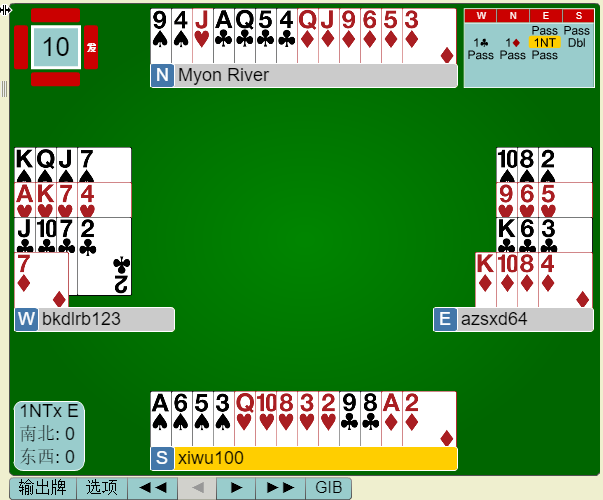 10
发
9 4 J A Q 5 4 Q J 9 6 5 3
N Myon River
W N E S
Pass Pass
1♣ 1♦ 1NT Dbl
Pass Pass Pass
K Q J 7
A K 7 4
J 10 7 2
7
2
W bkdlrb123
10 8 2
9 6 5
K 6 3
K 10 8 4
E azsxd64
1NTx E
南北: 0
东西: 0
A 6 5 3 Q 10 8 3 2 9 8 A 2
S xiwu100
输出牌 选项 ◄◄ ◄ ► ►► GIB